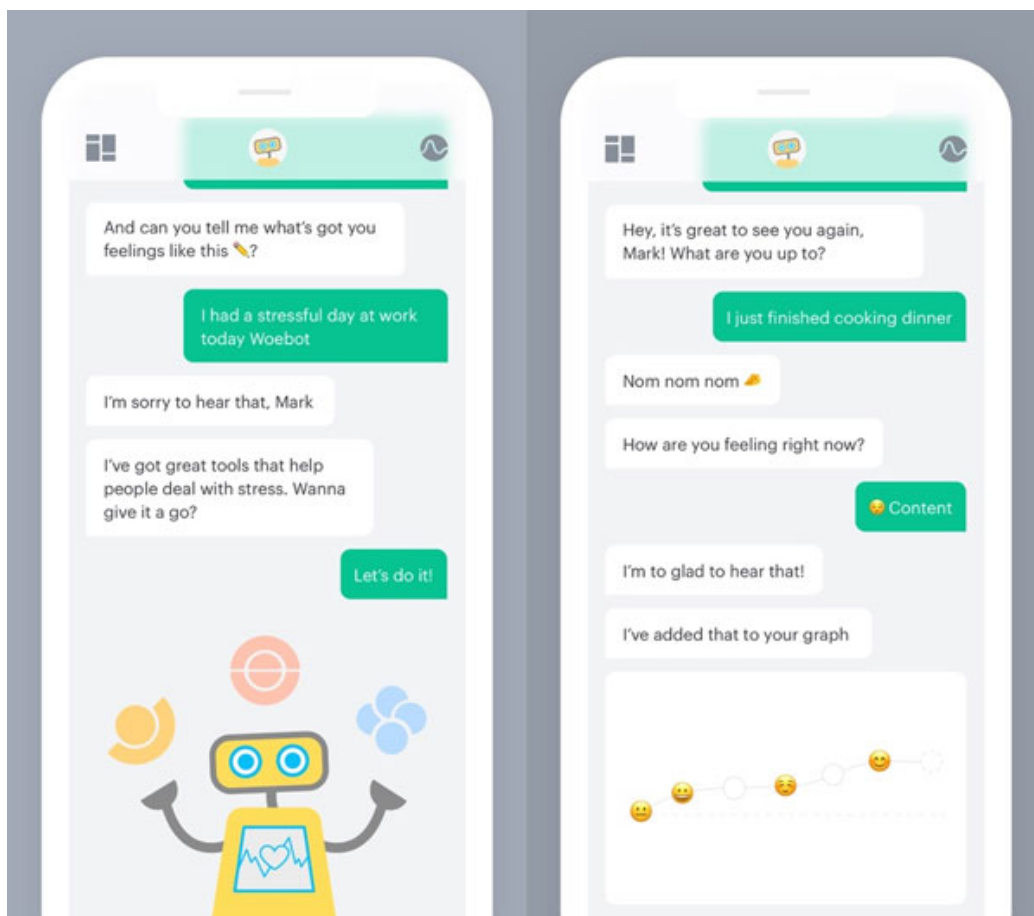 And can you tell me what's got you
feelings like this ✏️?
I had a stressful day at work
today Woebot
I'm sorry to hear that, Mark
I've got great tools that help
people deal with stress. Wanna
give it a go?
Let's do it!
Hey, it's great to see you again,
Mark! What are you up to?
I just finished cooking dinner
Nom nom nom 🧀
How are you feeling right now?
☺️ Content
I'm to glad to hear that!
I've added that to your graph